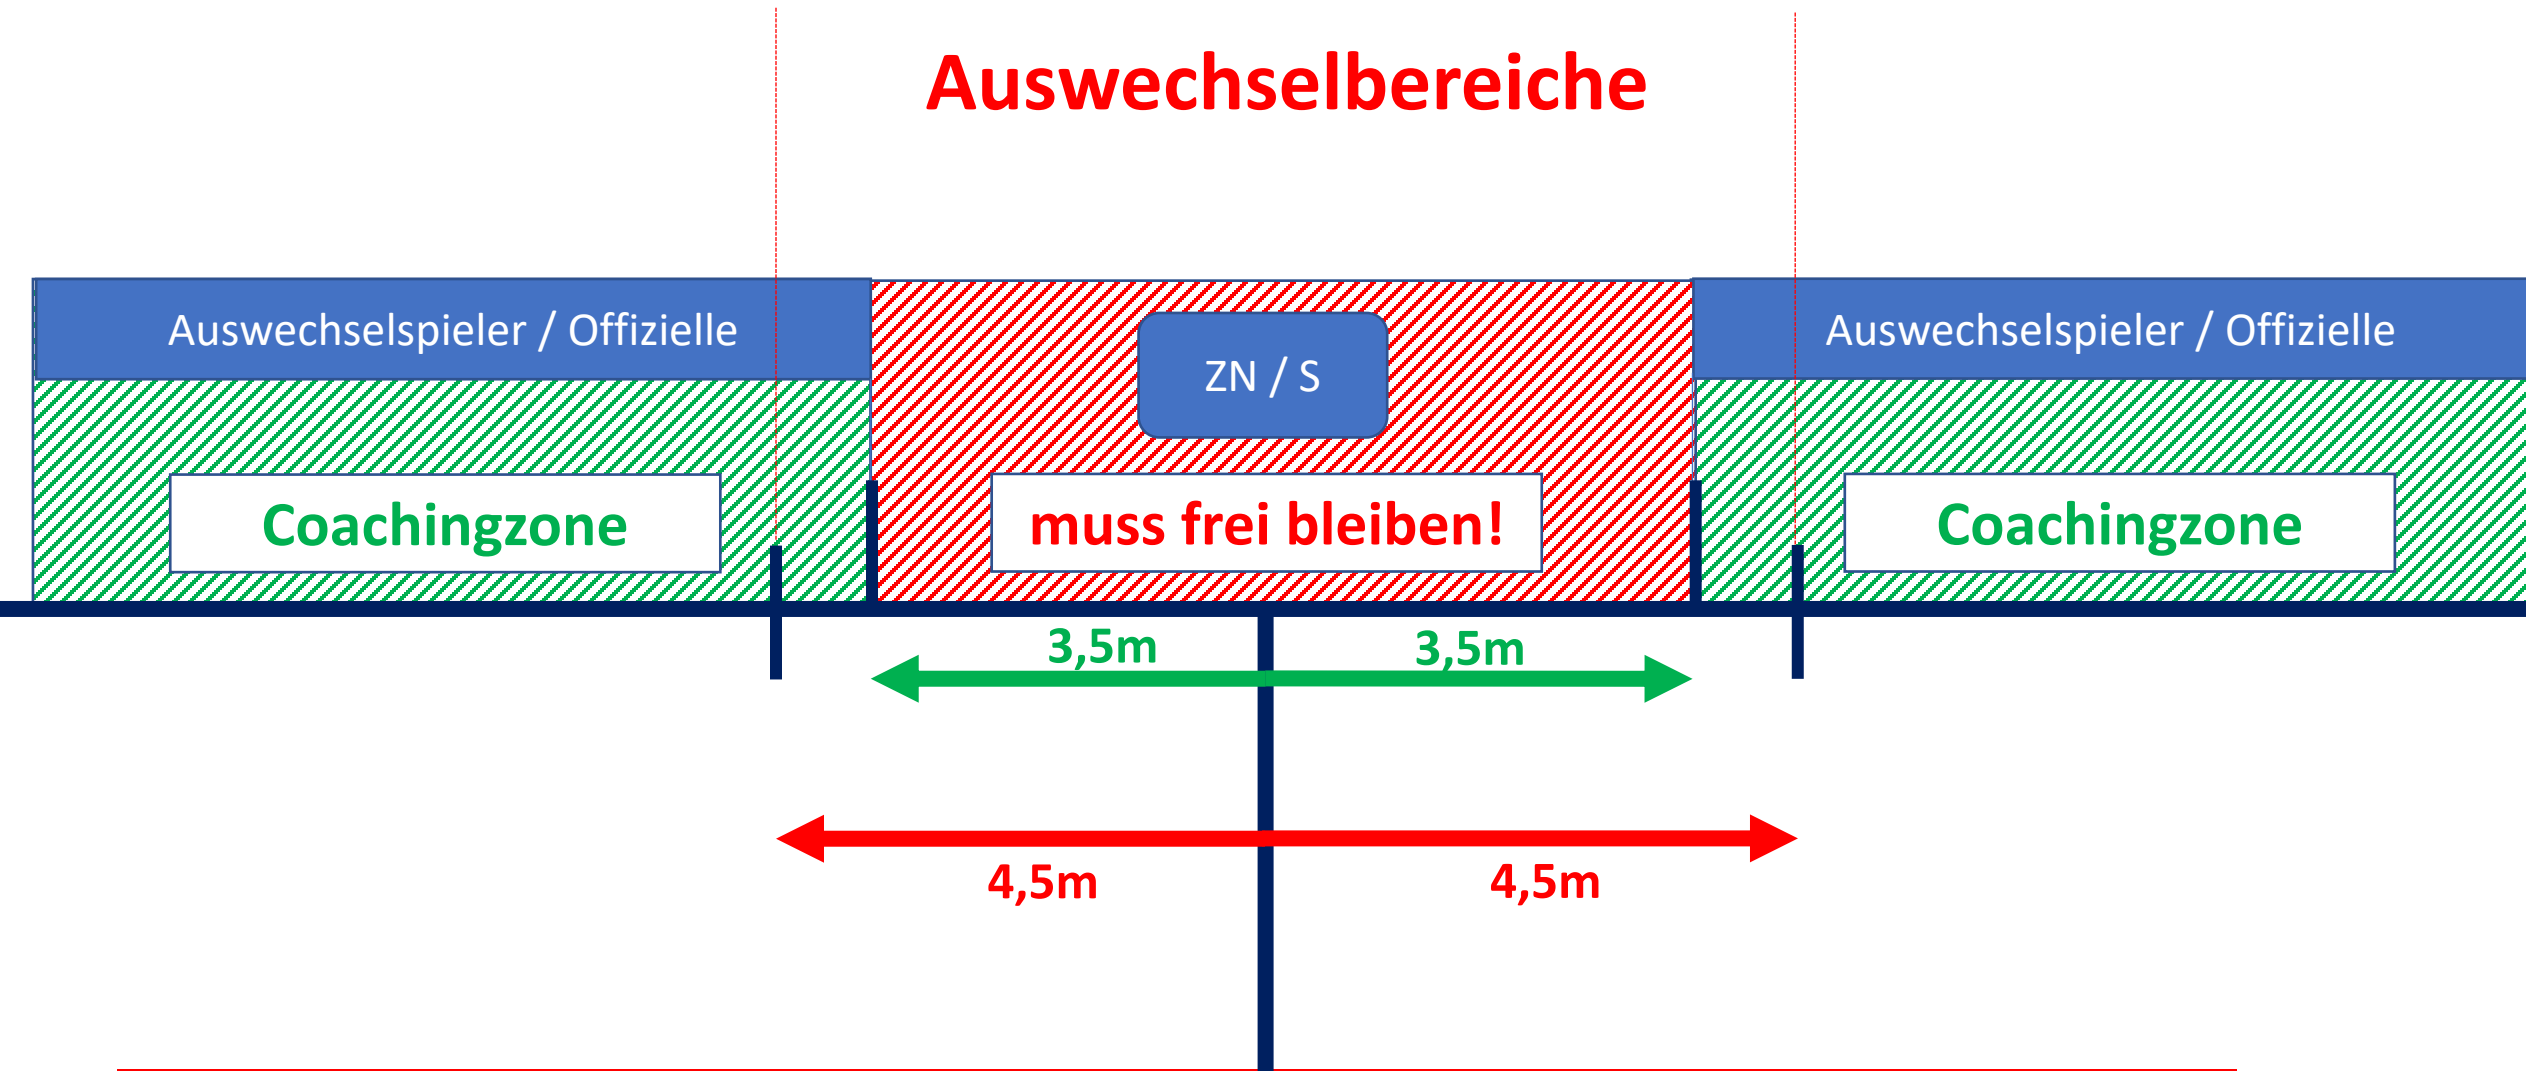 Auswechselbereiche
Auswechselspieler / Offizielle
Auswechselspieler / Offizielle
ZN / S
Coachingzone
muss frei bleiben!
Coachingzone
3,5m
3,5m
4,5m
4,5m